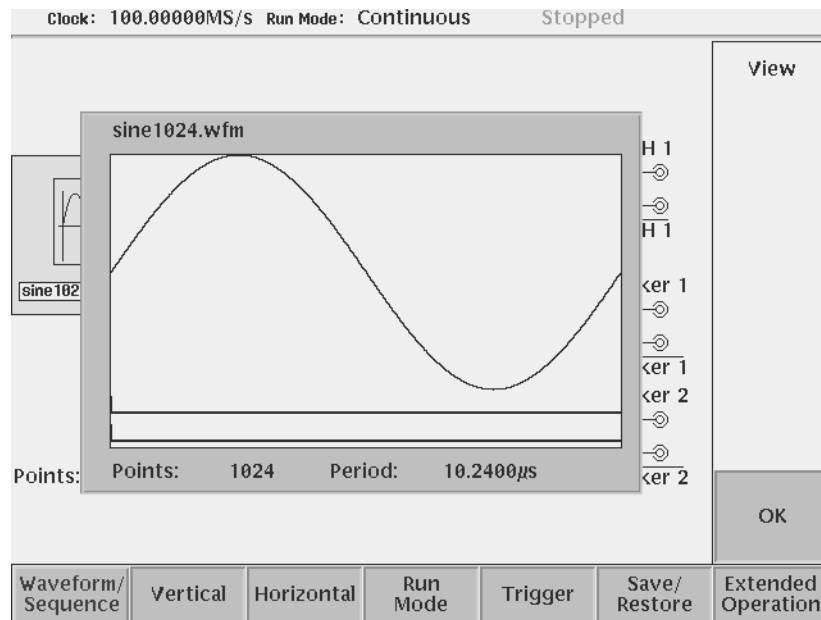 Clock: 100.00000MS/s Run Mode: Continuous Stopped
View
sine1024.wfm
H 1
H 1
sine102
ker 1
ker 1
ker 2
ker 2
Points:
Points: 1024 Period: 10.2400µs
OK
Waveform/
Sequence
Vertical
Horizontal
Run
Mode
Trigger
Save/
Restore
Extended
Operation